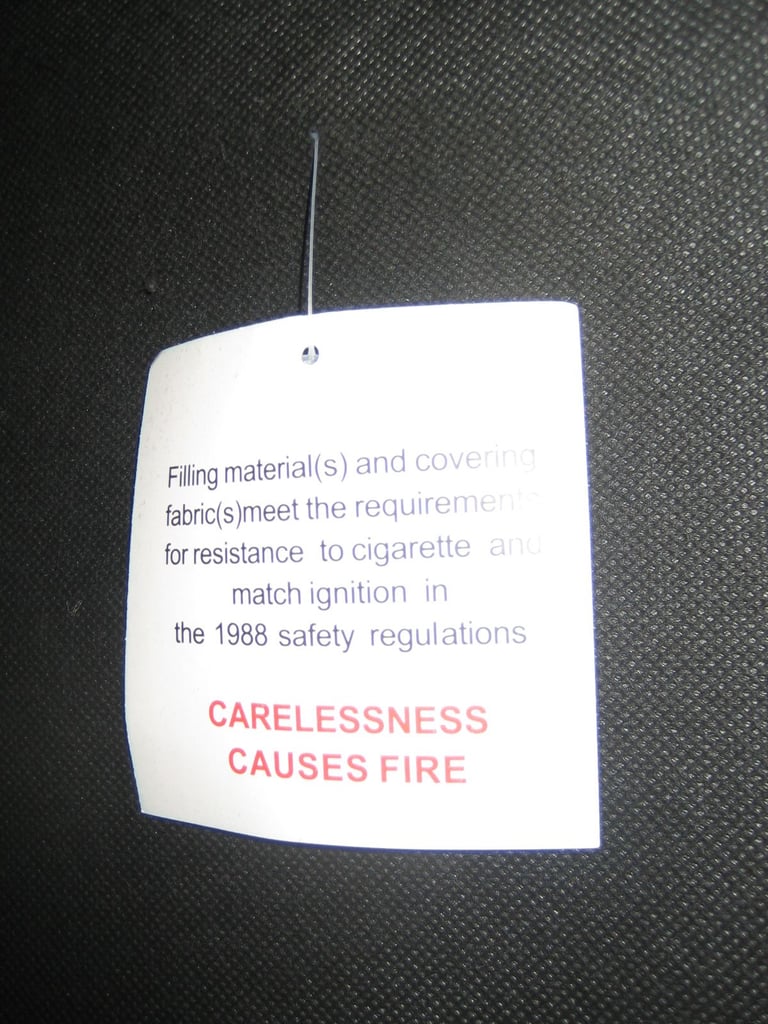 Filling material(s) and covering
fabric(s)meet the requirements
for resistance to cigarette and
match ignition in
the 1988 safety regulations
CARELESSNESS
CAUSES FIRE